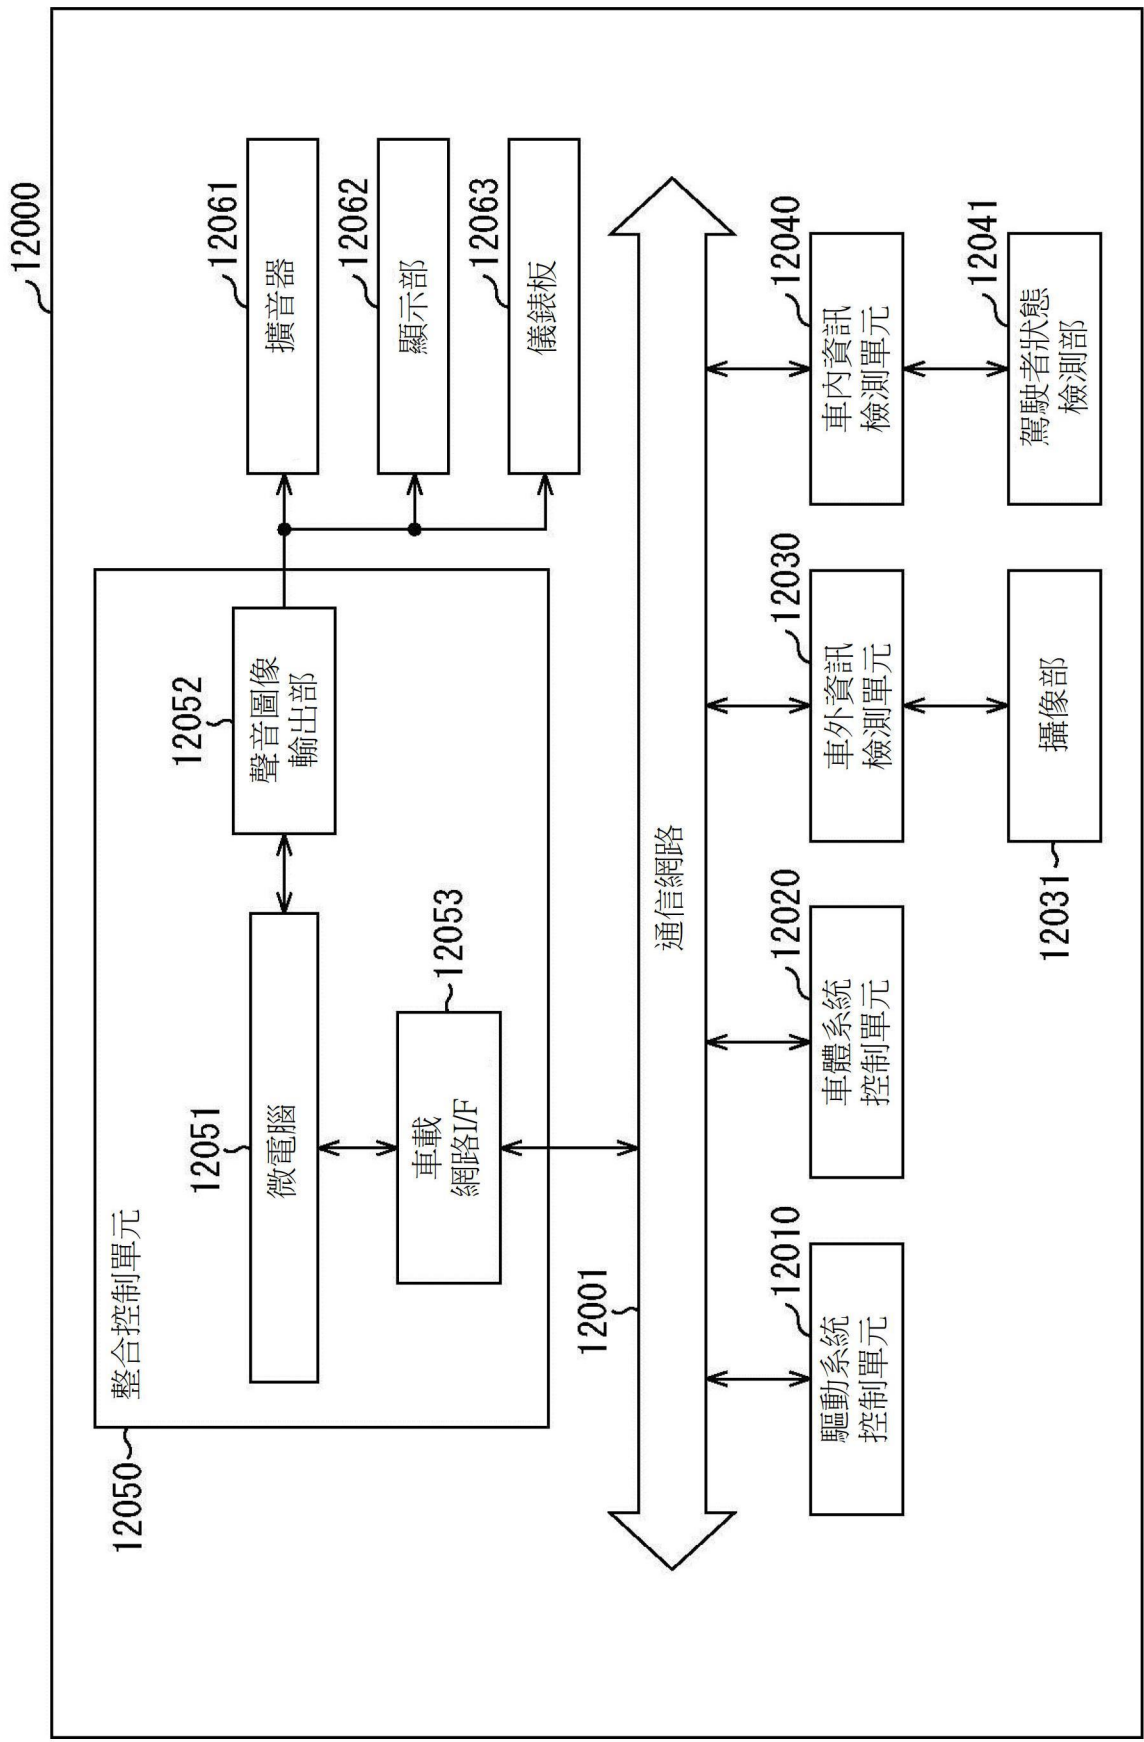 12000
12050
整合控制單元
12051
微電腦
12052
聲音圖像
輸出部
12061
擴音器
12062
顯示部
12063
儀錶板
12053
車載
網路I/F
12001
通信網路
12010
驅動系統
控制單元
12020
車體系統
控制單元
12030
車外資訊
檢測單元
12040
車內資訊
檢測單元
12031
攝像部
12041
駕駛者狀態
檢測部